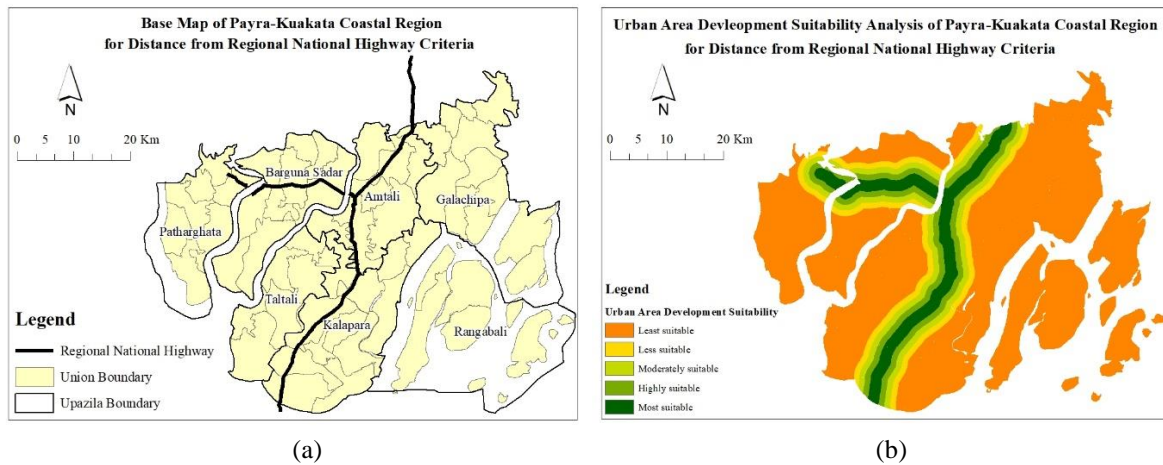 Base Map of Payra-Kuakata Coastal Region
for Distance from Regional National Highway Criteria
N
0 5 10 20 Km
Barguna Sadar
Amtali
Galachipa
Patharghata
Taltali
Kalapara
Rangabali
Legend
Regional National Highway
Union Boundary
Upazila Boundary
(a)
Urban Area Devleopment Suitability Analysis of Payra-Kuakata Coastal Region
for Distance from Regional National Highway Criteria
N
0 5 10 20 Km
Legend
Urban Area Development Suitability
Least suitable
Less suitable
Moderately suitable
Highly suitable
Most suitable
(b)